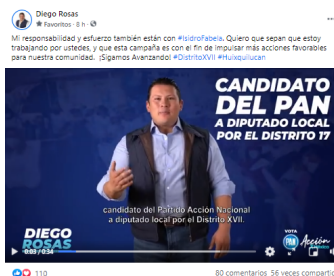 Diego Rosas
Favoritos · 8 h ·
Mi responsabilidad y esfuerzo también están con #IsidroFabela. Quiero que sepan que estoy
trabajando por ustedes, y que esta campaña es con el fin de impulsar más acciones favorables
para nuestra comunidad. ¡Sigamos Avanzando! #DistritoXVII #Huixquilucan
CANDIDATO
DEL PAN
A DIPUTADO LOCAL
POR EL DISTRITO 17
candidato del Partido Acción Nacional
a diputado local por el Distrito XVII.
DIEGO
ROSAS
VOTA
PAN
Acción
0:03 / 0:34
110
80 comentarios 56 veces compartido